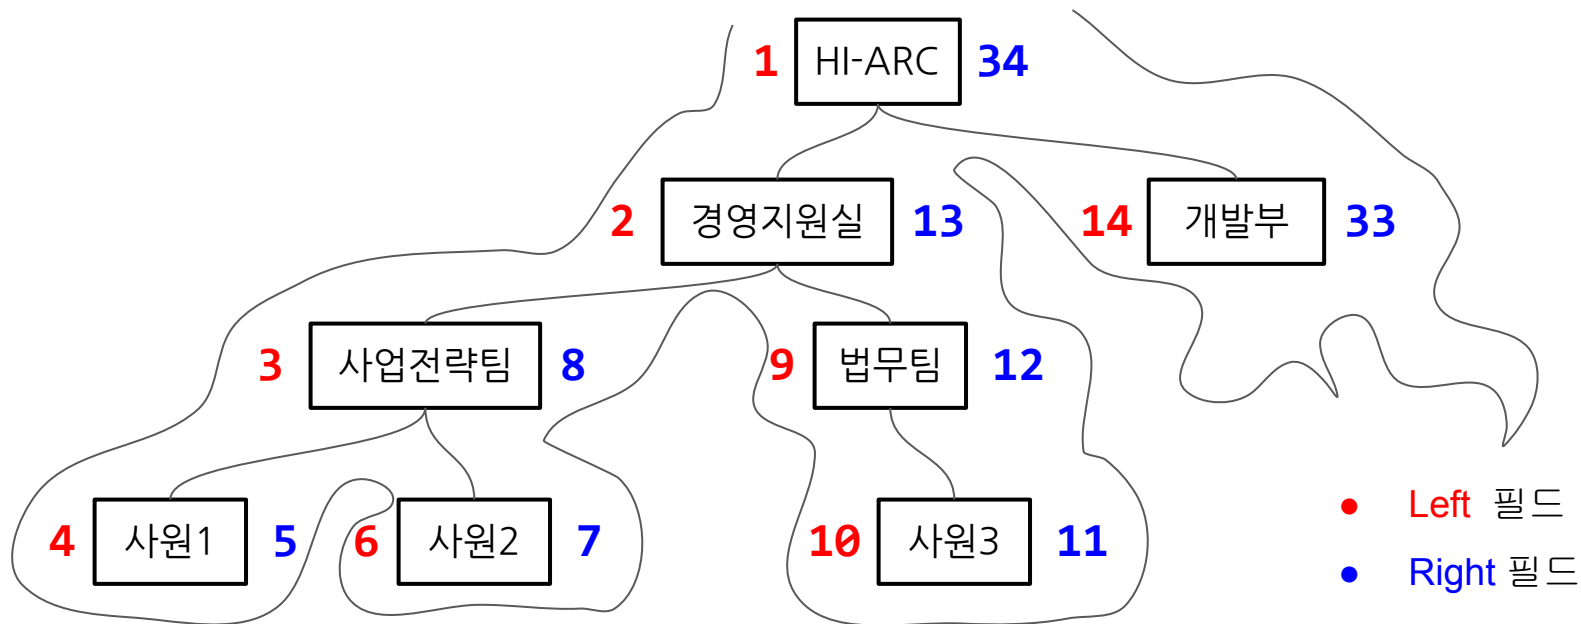 1 HI-ARC 34
2 경영지원실 13
14 개발부 33
3 사업전략팀 8
9 법무팀 12
4 사원1 5
6 사원2 7
10 사원3 11
● Left 필드
● Right 필드